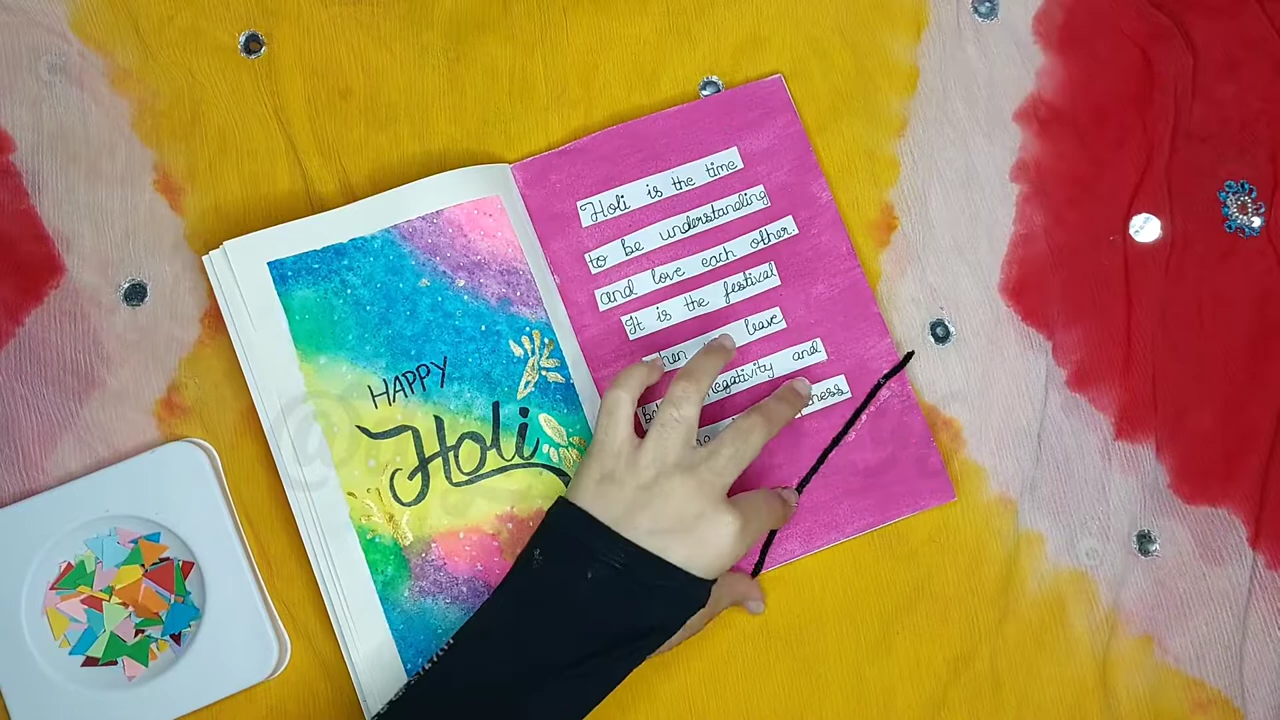 HAPPY
Holi
Holi is the time
to be understanding
and love each other.
It is the festival
leave
negativity and